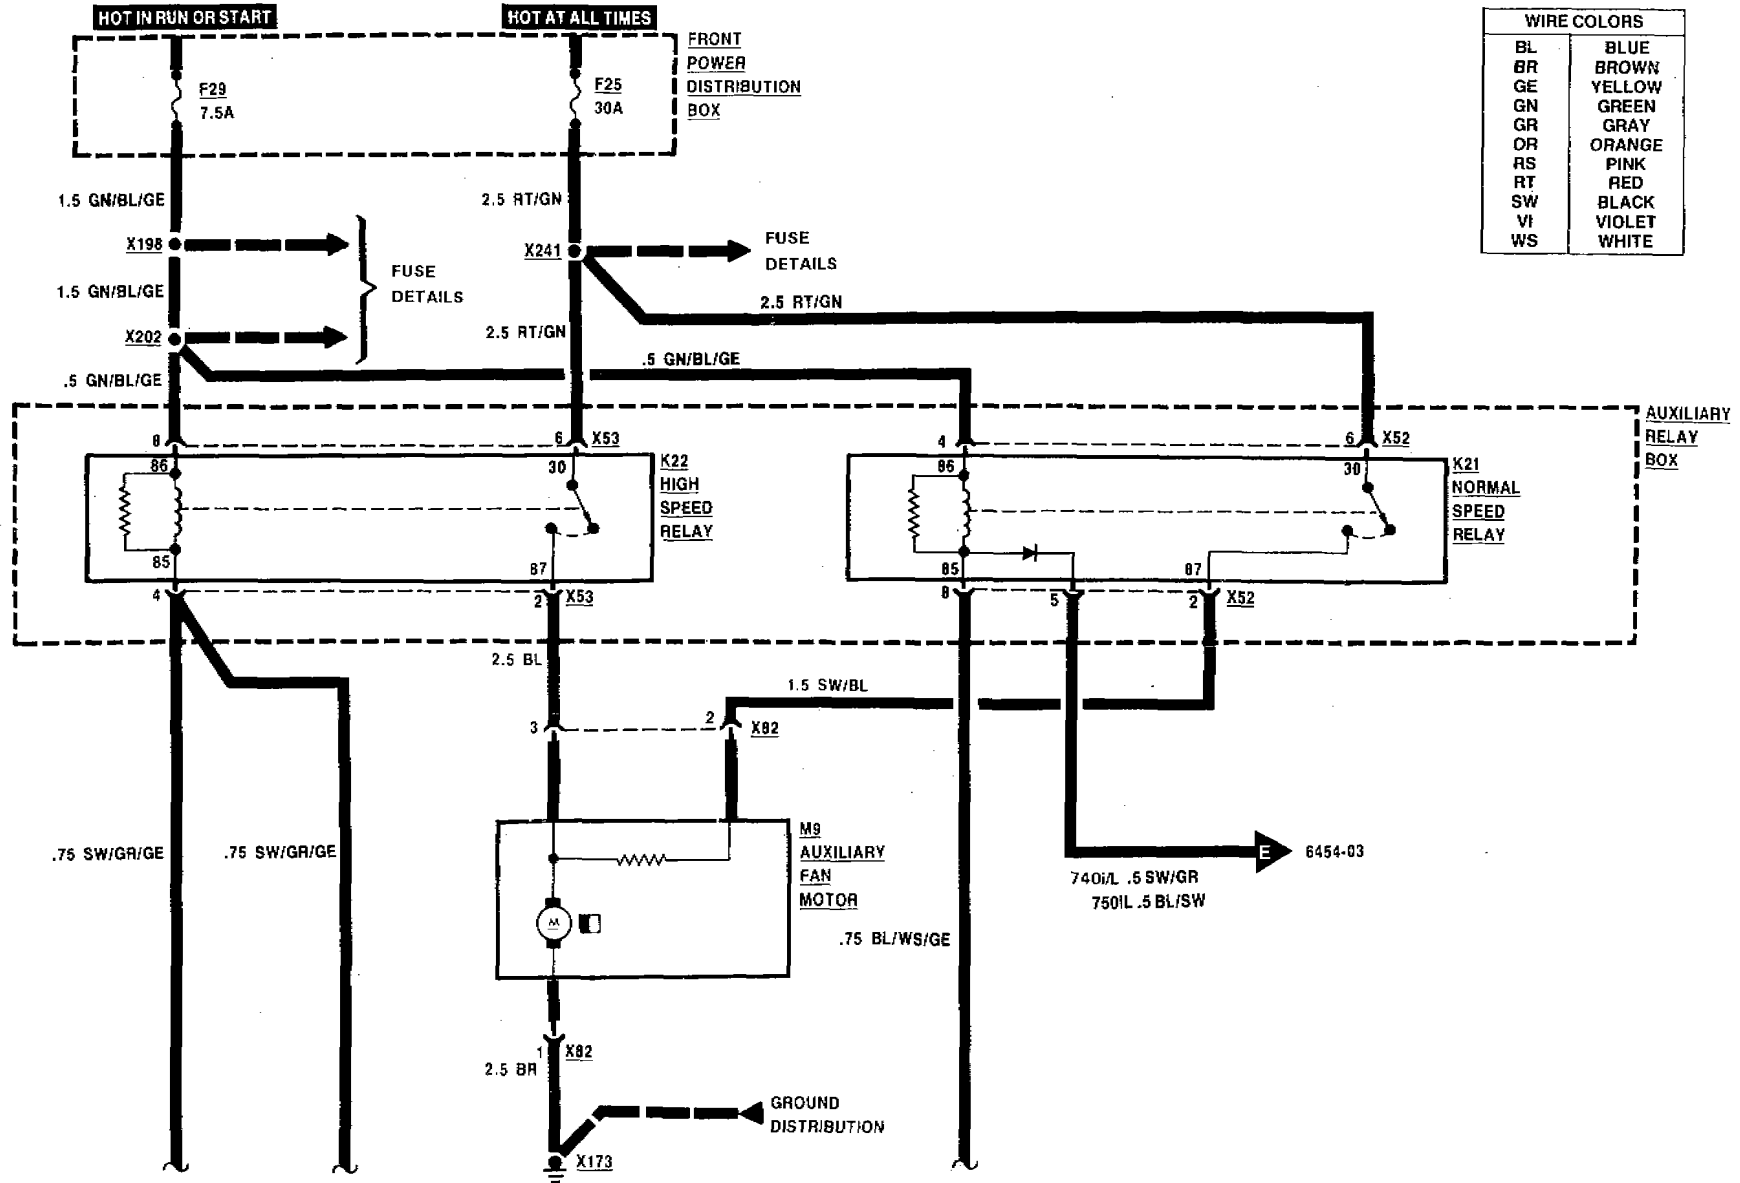 HOT IN RUN OR START
HOT AT ALL TIMES
FRONT
POWER
DISTRIBUTION
BOX
F29
7.5A
F25
30A
WIRE COLORS
BL BLUE
BR BROWN
GE YELLOW
GN GREEN
GR GRAY
OR ORANGE
RS PINK
RT RED
SW BLACK
VI VIOLET
WS WHITE
1.5 GN/BL/GE
2.5 RT/GN
X198
X241
FUSE
DETAILS
FUSE
DETAILS
1.5 GN/BL/GE
2.5 RT/GN
2.5 RT/GN
X202
.5 GN/BL/GE
.5 GN/BL/GE
AUXILIARY
RELAY
BOX
8
6
X53
4
6
X52
86
30
K22
HIGH
SPEED
RELAY
86
30
K21
NORMAL
SPEED
RELAY
85
87
85
87
4
2
X53
8
5
2
X52
2.5 BL
1.5 SW/BL
3
2
X82
M9
AUXILIARY
FAN
MOTOR
M
.75 SW/GR/GE
.75 SW/GR/GE
E
6454-03
740i/L .5 SW/GR
750IL .5 BL/SW
.75 BL/WS/GE
1
X82
2.5 BR
GROUND
DISTRIBUTION
X173